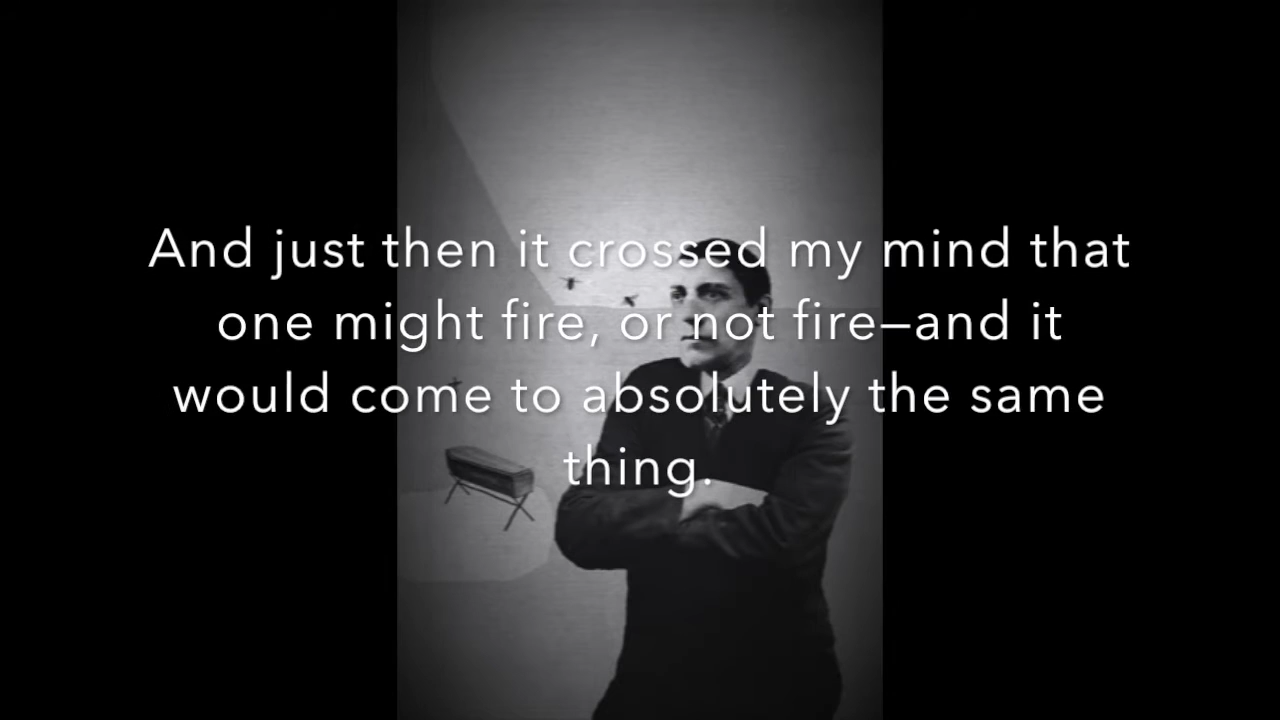 And just then it crossed my mind that
one might fire, or not fire—and it
would come to absolutely the same
thing.